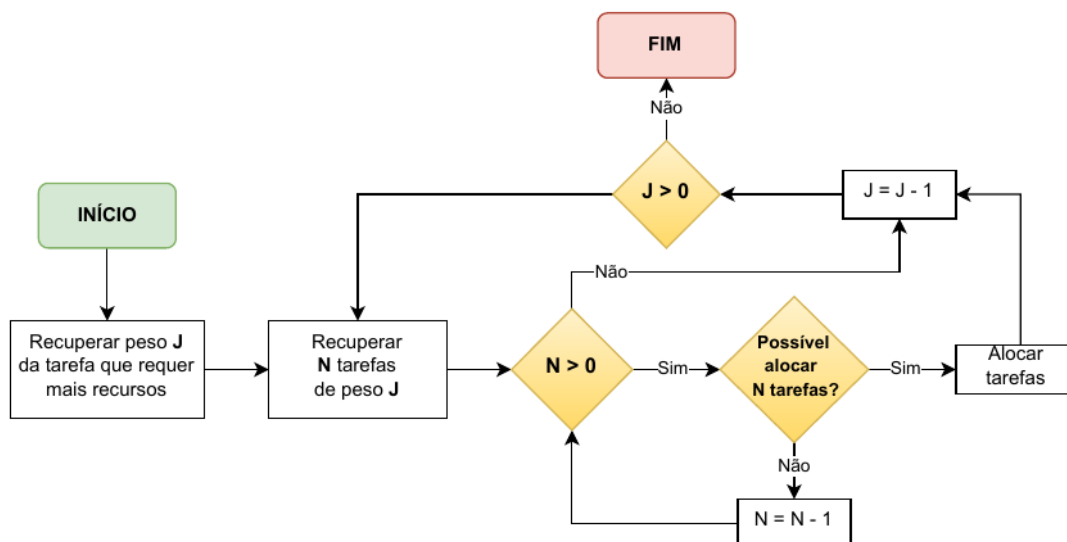 FIM
Não
J > 0
J = J - 1
INÍCIO
Não
Recuperar peso J
da tarefa que requer
mais recursos
Recuperar
N tarefas
de peso J
N > 0
Sim
Possível
alocar
N tarefas?
Sim
Alocar
tarefas
Não
N = N - 1